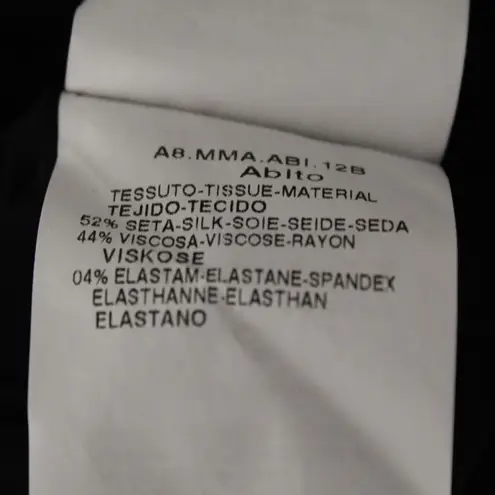 A8.MMA.ABI.12B
Abito
TESSUTO-TISSUE-MATERIAL
TEJIDO-TECIDO
52% SETA-SILK-SOIE-SEIDE-SEDA
44% VISCOSA-VISCOSE-RAYON
VISKOSE
04% ELASTAM-ELASTANE-SPANDEX
ELASTHANNE-ELASTHAN
ELASTANO